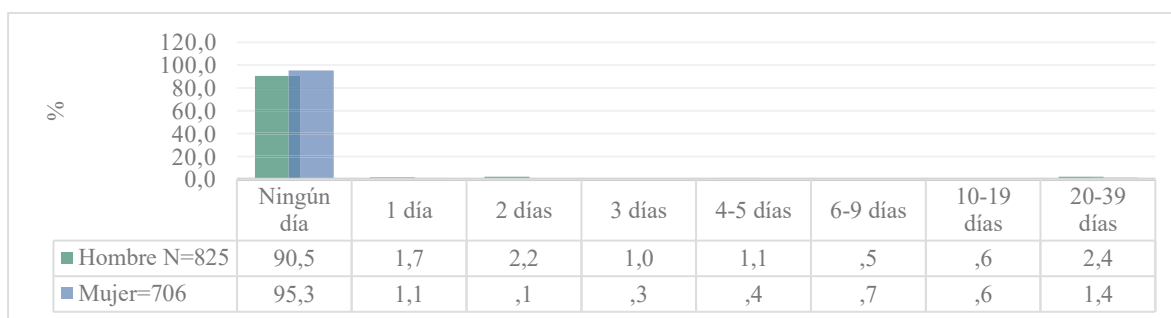 120,0
100,0
80,0
60,0
40,0
20,0
0,0
%
Ningún día 1 día 2 días 3 días 4-5 días 6-9 días 10-19 días 20-39 días
Hombre N=825 90,5 1,7 2,2 1,0 1,1 ,5 ,6 2,4
Mujer=706 95,3 1,1 ,1 ,3 ,4 ,7 ,6 1,4